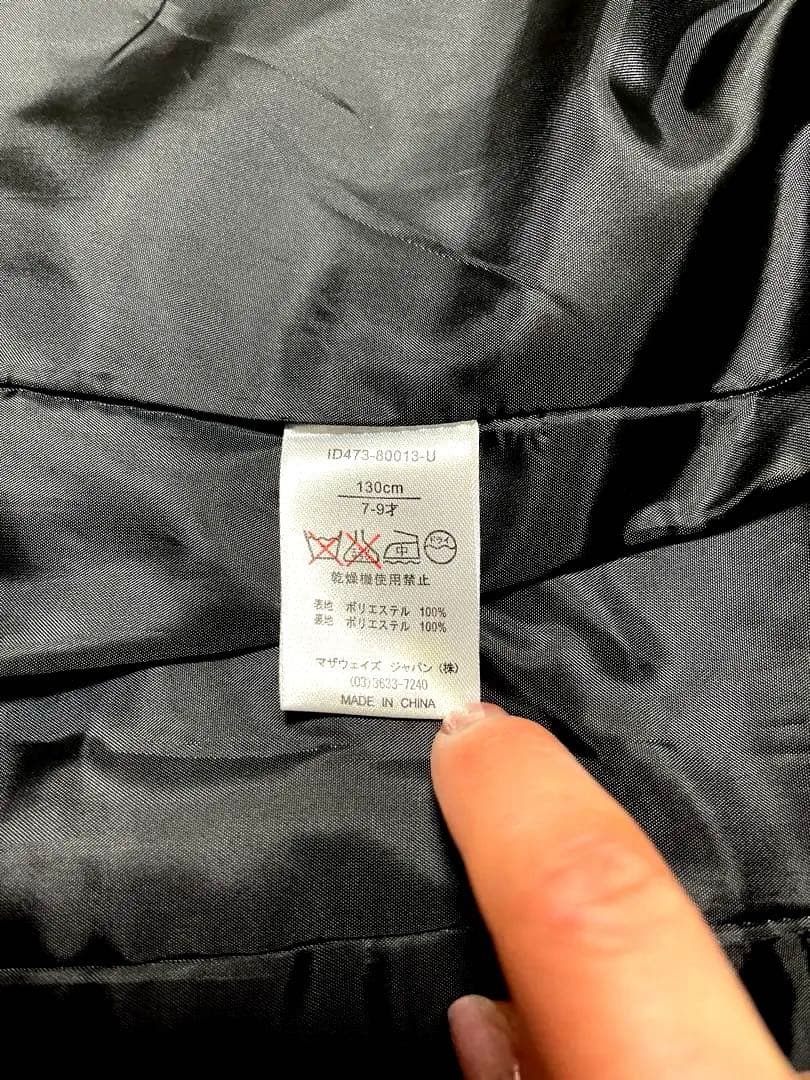 ID473-80013-U
130cm
7-9才
中 ドライ
乾燥機使用禁止
表地 ポリエステル 100%
裏地 ポリエステル 100%
マザウェイズ ジャパン(株)
(03)3633-7240
MADE IN CHINA